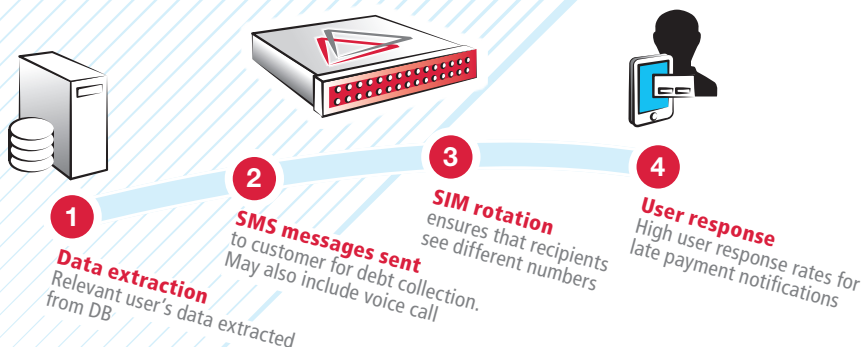 1
Data extraction
Relevant user's data extracted
from DB
2
SMS messages sent
to customer for debt collection.
May also include voice call
3
SIM rotation
ensures that recipients
see different numbers
4
User response
High user response rates for
late payment notifications